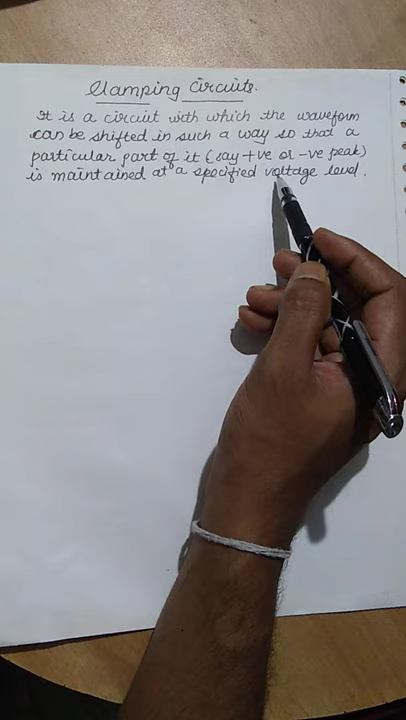 Clamping Circuits.
It is a circuit with which the waveform
can be shifted in such a way so that a
particular part of it (say +ve or -ve peak)
is maintained at a specified voltage level.